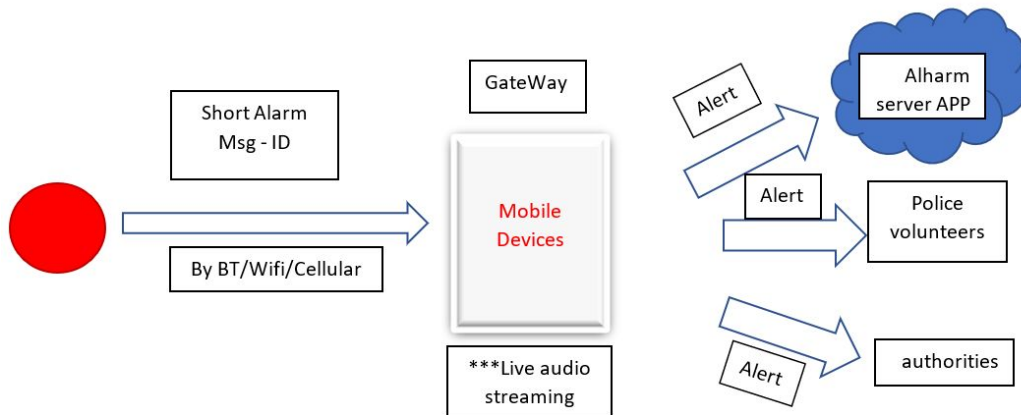 Short Alarm
Msg - ID
By BT/Wifi/Cellular
GateWay
Mobile
Devices
***Live audio
streaming
Alert
Alharm
server APP
Alert
Police
volunteers
Alert
authorities